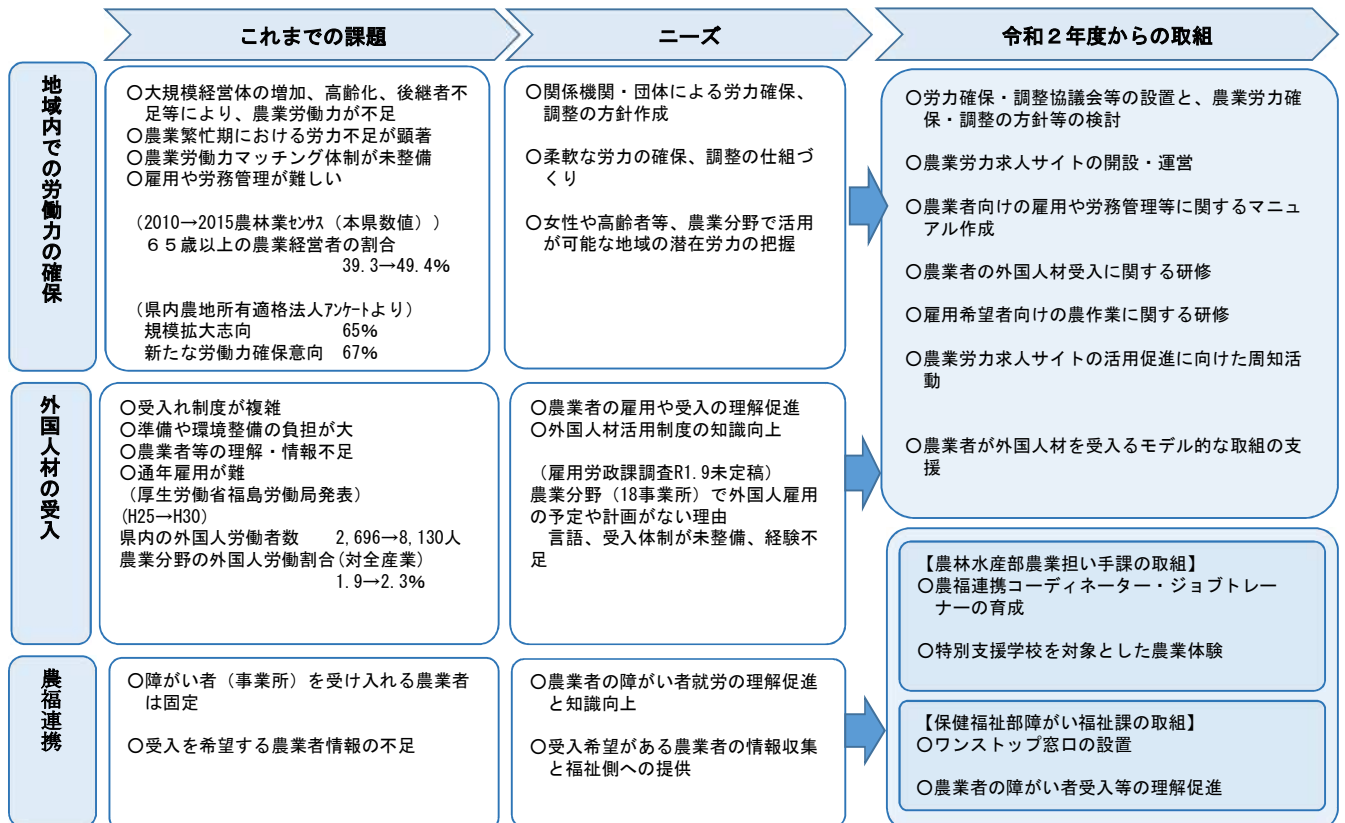 これまでの課題
ニーズ
令和２年度からの取組
地域内での労働力の確保
○大規模経営体の増加、高齢化、後継者不
足等により、農業労働力が不足
○農業繁忙期における労力不足が顕著
○農業労働力マッチング体制が未整備
○雇用や労務管理が難しい
（2010→2015農林業ｾﾝｻｽ（本県数値））
６５歳以上の農業経営者の割合
39.3→49.4％
（県内農地所有適格法人ｱﾝｹｰﾄより）
規模拡大志向　　　65％
新たな労働力確保意向　67％
○関係機関・団体による労力確保、
調整の方針作成
○柔軟な労力の確保、調整の仕組づ
くり
○女性や高齢者等、農業分野で活用
が可能な地域の潜在労力の把握
○労力確保・調整協議会等の設置と、農業労力確
保・調整の方針等の検討
○農業労力求人サイトの開設・運営
○農業者向けの雇用や労務管理等に関するマニュ
アル作成
○農業者の外国人材受入に関する研修
○雇用希望者向けの農作業に関する研修
○農業労力求人サイトの活用促進に向けた周知活
動
○農業者が外国人材を受入るモデル的な取組の支
援
外国人材の受入
○受入れ制度が複雑
○準備や環境整備の負担が大
○農業者等の理解・情報不足
○通年雇用が難
（厚生労働省福島労働局発表）
(H25→H30)
県内の外国人労働者数　　2,696→8,130人
農業分野の外国人労働割合(対全産業)
1.9→2.3％
○農業者の雇用や受入の理解促進
○外国人材活用制度の知識向上
（雇用労政課調査R1.9未定稿）
農業分野（18事業所）で外国人雇用
の予定や計画がない理由
言語、受入体制が未整備、経験不
足
農福連携
○障がい者（事業所）を受け入れる農業者
は固定
○受入を希望する農業者情報の不足
○農業者の障がい者就労の理解促進
と知識向上
○受入希望がある農業者の情報収集
と福祉側への提供
【農林水産部農業担い手課の取組】
○農福連携コーディネーター・ジョブトレー
ナーの育成
○特別支援学校を対象とした農業体験
【保健福祉部障がい福祉課の取組】
○ワンストップ窓口の設置
○農業者の障がい者受入等の理解促進